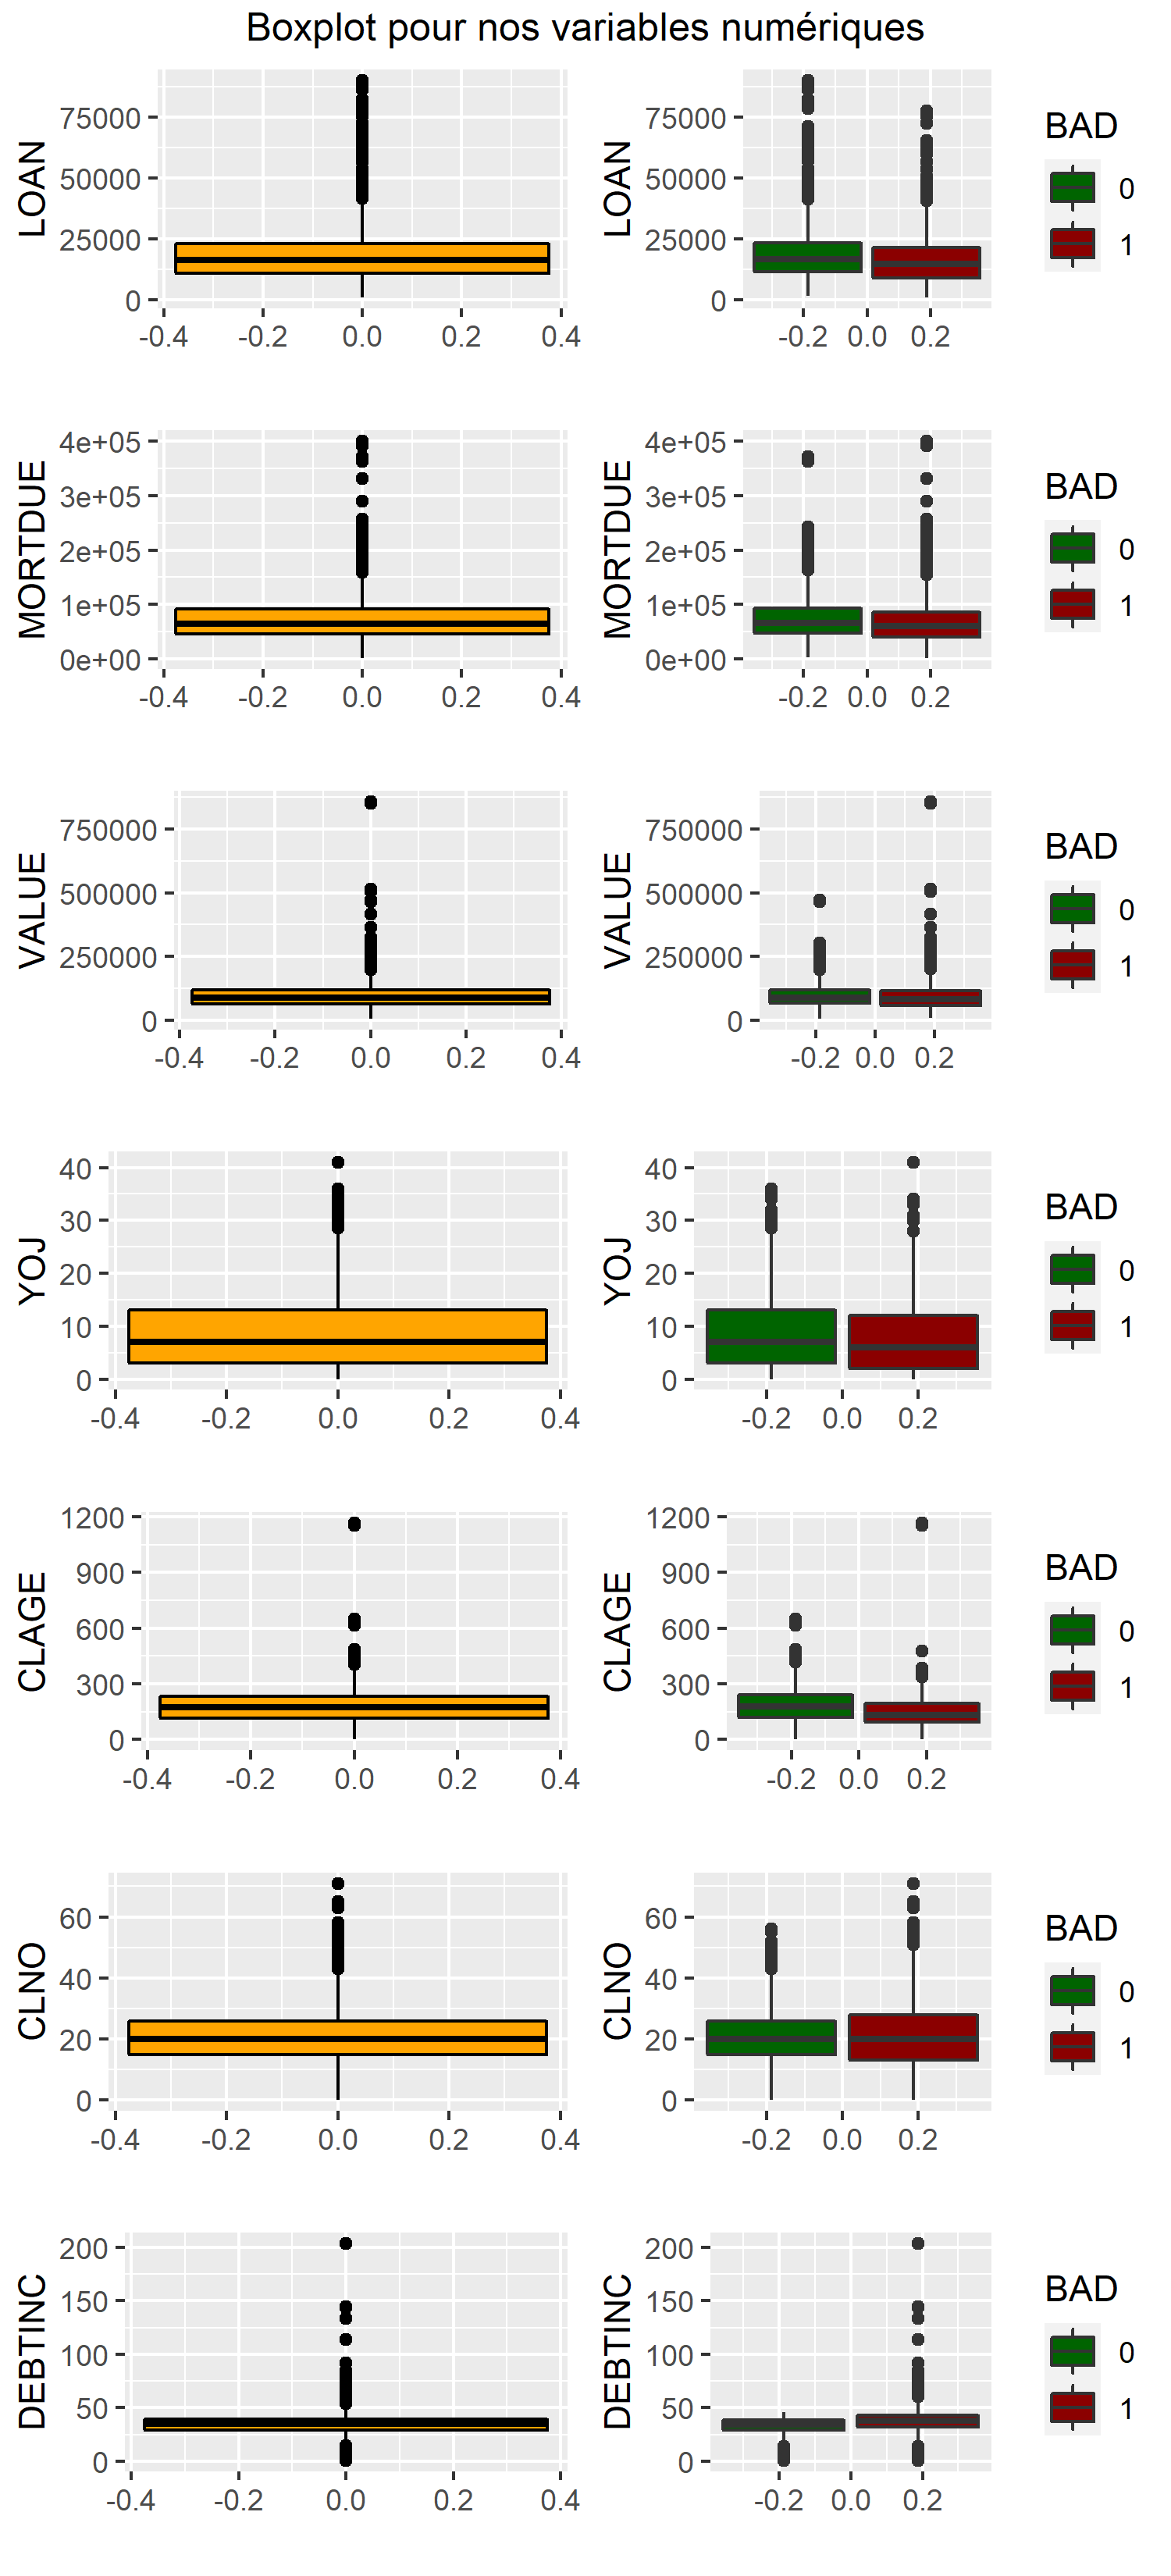 Boxplot pour nos variables numériques
LOAN
75000
50000
25000
0
-0.4 -0.2 0.0 0.2 0.4
LOAN
75000
50000
25000
0
-0.2 0.0 0.2
BAD
0
1
MORTDUE
4e+05
3e+05
2e+05
1e+05
0e+00
-0.4 -0.2 0.0 0.2 0.4
MORTDUE
4e+05
3e+05
2e+05
1e+05
0e+00
-0.2 0.0 0.2
BAD
0
1
VALUE
750000
500000
250000
0
-0.4 -0.2 0.0 0.2 0.4
VALUE
750000
500000
250000
0
-0.2 0.0 0.2
BAD
0
1
YOJ
40
30
20
10
0
-0.4 -0.2 0.0 0.2 0.4
YOJ
40
30
20
10
0
-0.2 0.0 0.2
BAD
0
1
CLAGE
1200
900
600
300
0
-0.4 -0.2 0.0 0.2 0.4
CLAGE
1200
900
600
300
0
-0.2 0.0 0.2
BAD
0
1
CLNO
60
40
20
0
-0.4 -0.2 0.0 0.2 0.4
CLNO
60
40
20
0
-0.2 0.0 0.2
BAD
0
1
DEBTINC
200
150
100
50
0
-0.4 -0.2 0.0 0.2 0.4
DEBTINC
200
150
100
50
0
-0.2 0.0 0.2
BAD
0
1